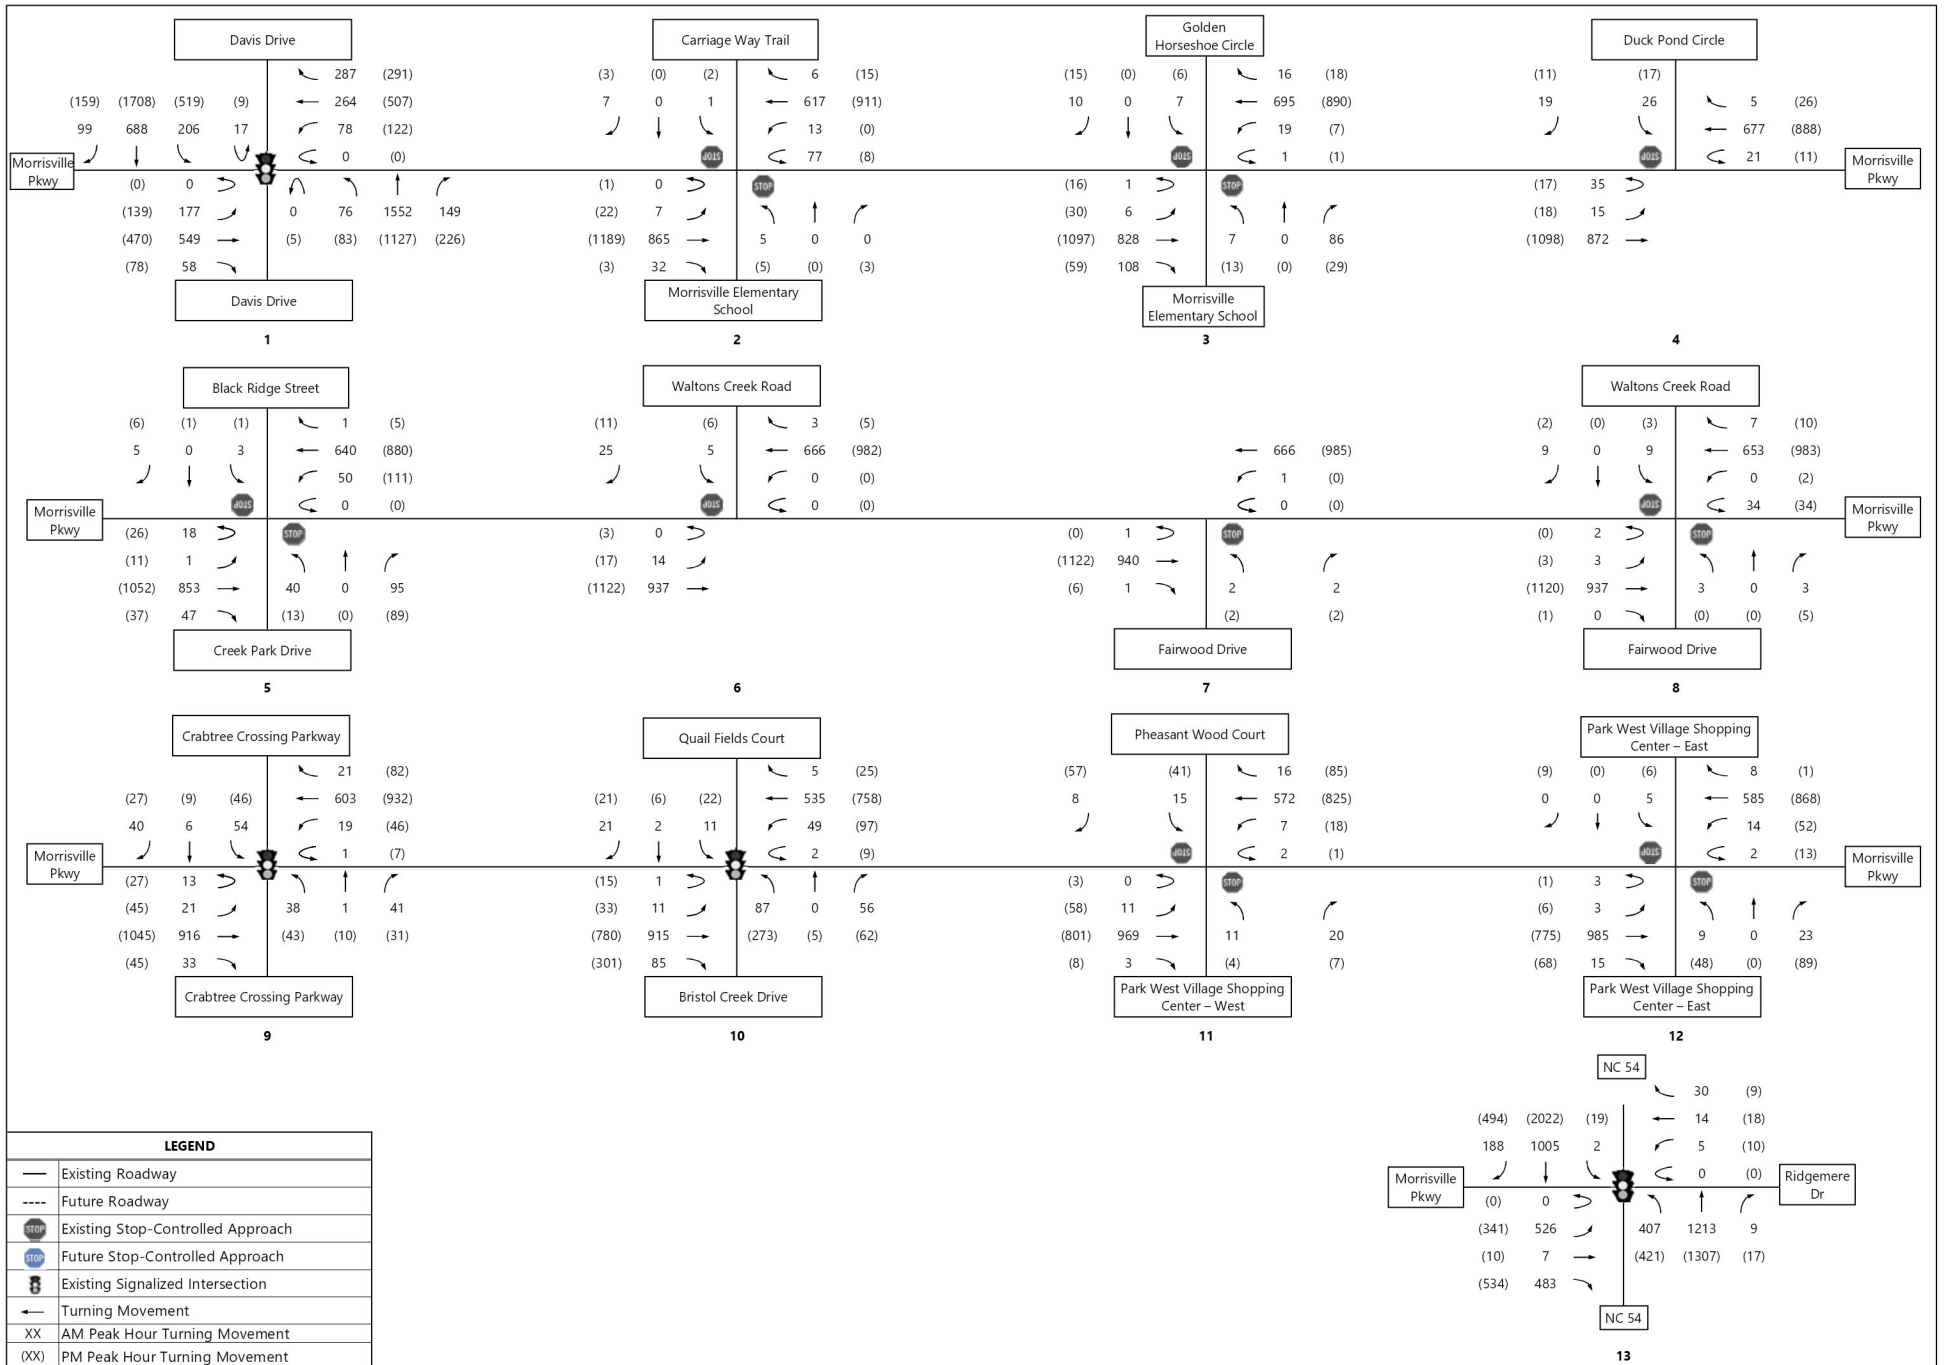 Davis Drive
287 (291)
(159) (1708) (519) (9) 264 (507)
99 688 206 17 78 (122)
0 (0)
Morrisville
Pkwy
(0) 0
(139) 177 0 76 1552 149
(470) 549 (5) (83) (1127) (226)
(78) 58
Davis Drive
1
Carriage Way Trail
(3) (0) (2) 6 (15)
7 0 1 617 (911)
13 (0)
STOP 77 (8)
(1) 0 STOP
(22) 7
(1189) 865 5 0 0
(3) 32 (5) (0) (3)
Morrisville Elementary
School
2
Golden
Horseshoe Circle
(15) (0) (6) 16 (18)
10 0 7 695 (890)
19 (7)
STOP 1 (1)
(16) 1 STOP
(30) 6
(1097) 828 7 0 86
(59) 108 (13) (0) (29)
Morrisville
Elementary School
3
Duck Pond Circle
(11) (17)
19 26 5 (26)
677 (888)
STOP 21 (11)
Morrisville
Pkwy
(17) 35
(18) 15
(1098) 872
4
Black Ridge Street
(6) (1) (1) 1 (5)
5 0 3 640 (880)
50 (111)
STOP 0 (0)
Morrisville
Pkwy
(26) 18 STOP
(11) 1
(1052) 853 40 0 95
(37) 47 (13) (0) (89)
Creek Park Drive
5
Waltons Creek Road
(11) (6) 3 (5)
25 5 666 (982)
0 (0)
STOP 0 (0)
(3) 0
(17) 14
(1122) 937
6
666 (985)
1 (0)
0 (0)
(0) 1 STOP
(1122) 940
(6) 1 2 2
(2) (2)
Fairwood Drive
7
Waltons Creek Road
(2) (0) (3) 7 (10)
9 0 9 653 (983)
0 (2)
STOP 34 (34)
Morrisville
Pkwy
(0) 2 STOP
(3) 3
(1120) 937 3 0 3
(1) 0 (0) (0) (5)
Fairwood Drive
8
Crabtree Crossing Parkway
21 (82)
(27) (9) (46) 603 (932)
40 6 54 19 (46)
1 (7)
Morrisville
Pkwy
(27) 13
(45) 21 38 1 41
(1045) 916 (43) (10) (31)
(45) 33
Crabtree Crossing Parkway
9
Quail Fields Court
5 (25)
(21) (6) (22) 535 (758)
21 2 11 49 (97)
2 (9)
(15) 1
(33) 11 87 0 56
(780) 915 (273) (5) (62)
(301) 85
Bristol Creek Drive
10
Pheasant Wood Court
(57) (41) 16 (85)
8 15 572 (825)
7 (18)
STOP 2 (1)
(3) 0 STOP
(58) 11
(801) 969 11 20
(8) 3 (4) (7)
Park West Village Shopping
Center – West
11
Park West Village Shopping
Center – East
(9) (0) (6) 8 (1)
0 0 5 585 (868)
14 (52)
STOP 2 (13)
Morrisville
Pkwy
(1) 3 STOP
(6) 3
(775) 985 9 0 23
(68) 15 (48) (0) (89)
Park West Village Shopping
Center – East
12
NC 54
30 (9)
(494) (2022) (19) 14 (18)
188 1005 2 5 (10)
0 (0)
Morrisville
Pkwy
Ridgemere
Dr
(0) 0
(341) 526 407 1213 9
(10) 7 (421) (1307) (17)
(534) 483
NC 54
13
LEGEND
Existing Roadway
Future Roadway
STOP Existing Stop-Controlled Approach
STOP Future Stop-Controlled Approach
Existing Signalized Intersection
Turning Movement
XX AM Peak Hour Turning Movement
(XX) PM Peak Hour Turning Movement